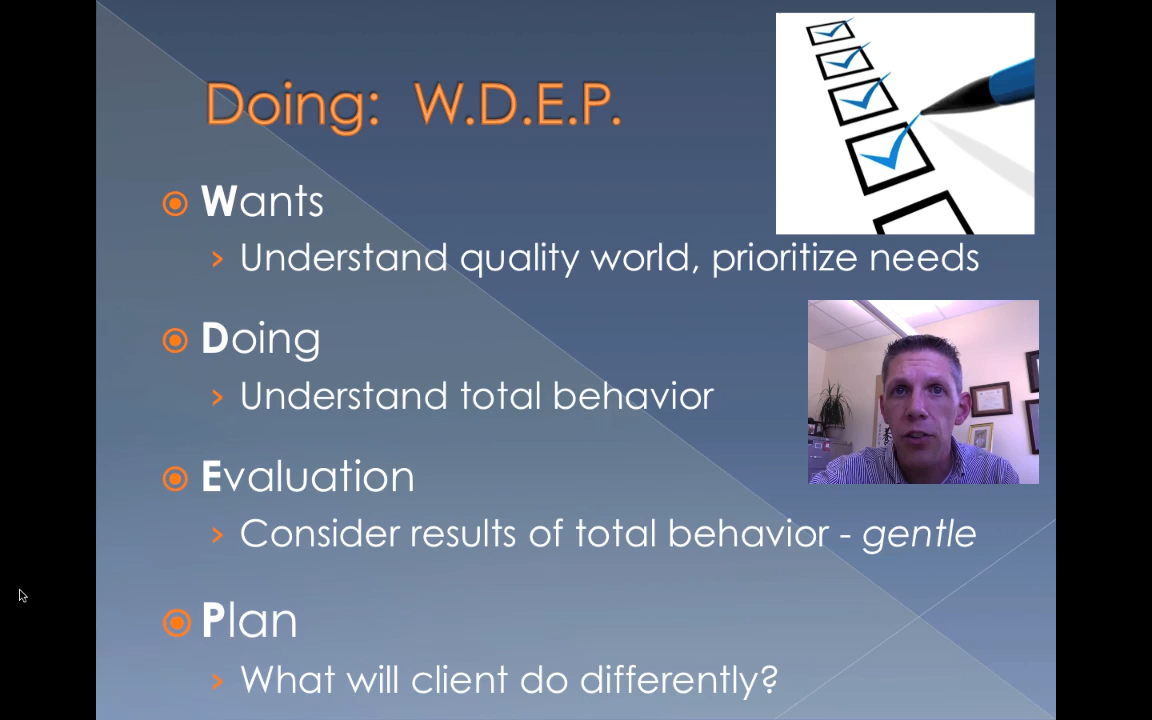 Doing: W.D.E.P.
Wants
Understand quality world, prioritize needs
Doing
Understand total behavior
Evaluation
Consider results of total behavior - gentle
Plan
What will client do differently?